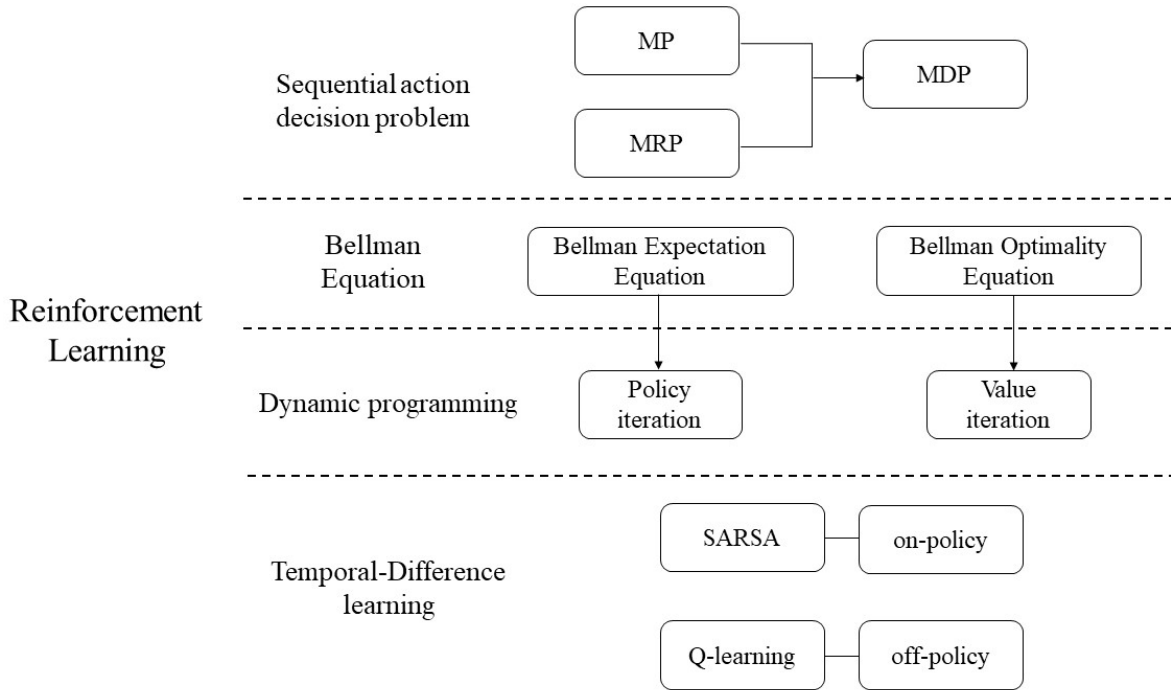 Reinforcement
Learning
Sequential action
decision problem
MP
MRP
MDP
Bellman
Equation
Bellman Expectation
Equation
Bellman Optimality
Equation
Dynamic programming
Policy
iteration
Value
iteration
Temporal-Difference
learning
SARSA
on-policy
Q-learning
off-policy